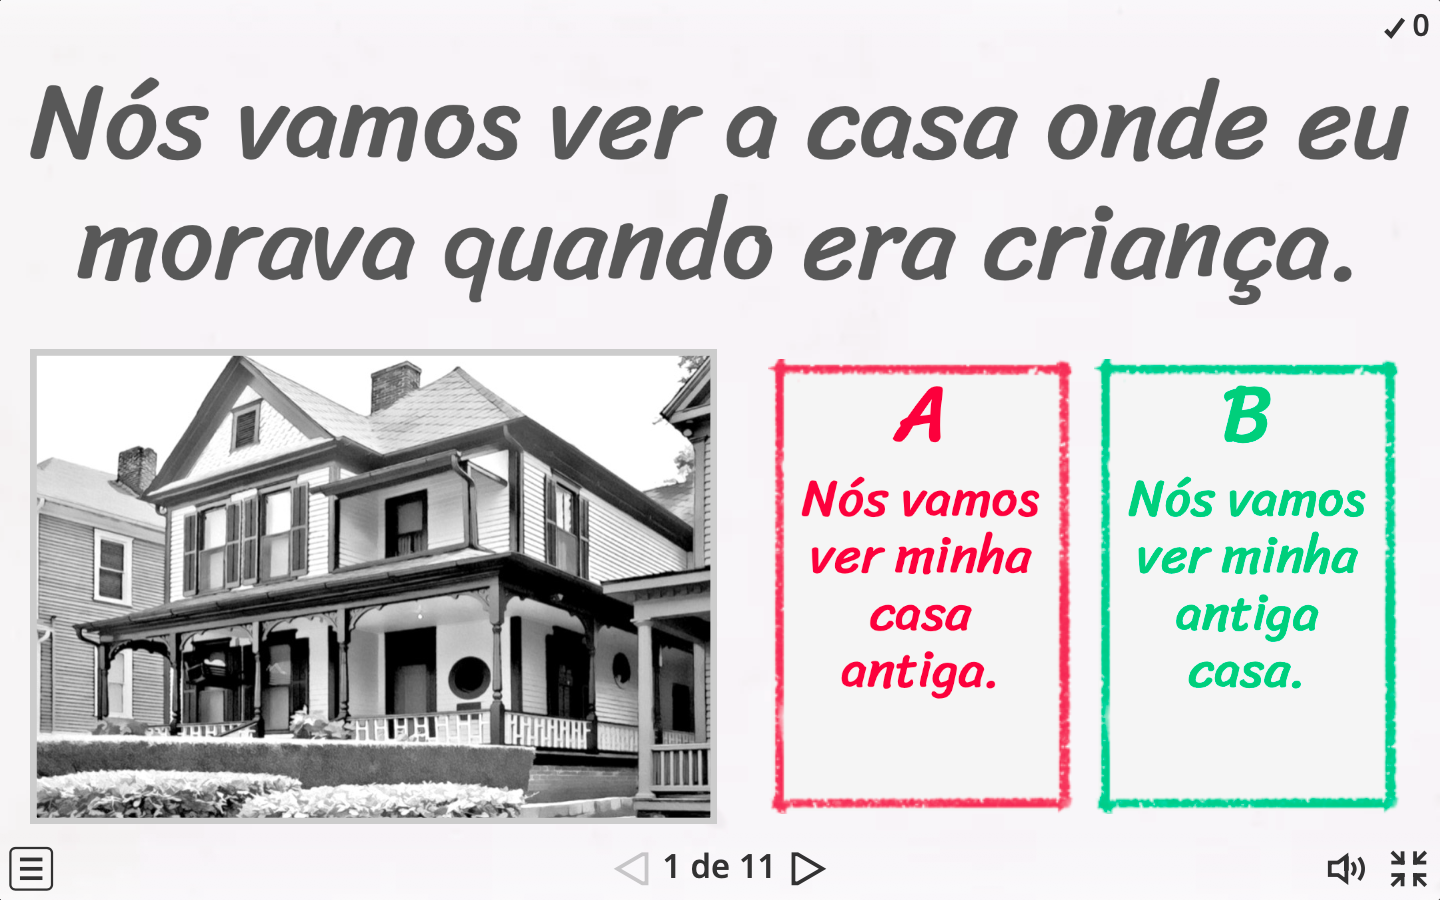 ✓ 0
Nós vamos ver a casa onde eu
morava quando era criança.
A
Nós vamos
ver minha
casa
antiga.
B
Nós vamos
ver minha
antiga
casa.
1 de 11